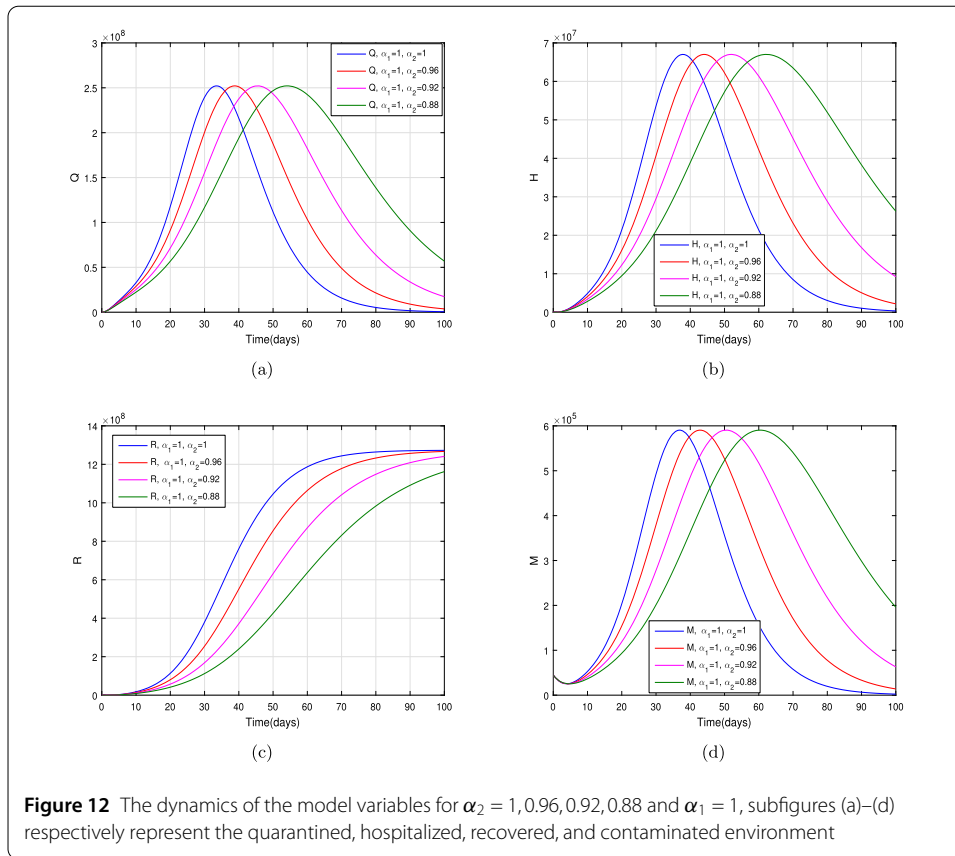 ×10⁸
3
2.5
2
1.5
1
0.5
0
Q
0 10 20 30 40 50 60 70 80 90 100
Time(days)
Q, α₁=1, α₂=1
Q, α₁=1, α₂=0.96
Q, α₁=1, α₂=0.92
Q, α₁=1, α₂=0.88
(a)
×10⁷
7
6
5
4
3
2
1
0
H
0 10 20 30 40 50 60 70 80 90 100
Time(days)
H, α₁=1, α₂=1
H, α₁=1, α₂=0.96
H, α₁=1, α₂=0.92
H, α₁=1, α₂=0.88
(b)
×10⁸
14
12
10
8
6
4
2
0
R
0 10 20 30 40 50 60 70 80 90 100
Time(days)
R, α₁=1, α₂=1
R, α₁=1, α₂=0.96
R, α₁=1, α₂=0.92
R, α₁=1, α₂=0.88
(c)
×10⁵
6
5
4
3
2
1
0
M
0 10 20 30 40 50 60 70 80 90 100
Time(days)
M, α₁=1, α₂=1
M, α₁=1, α₂=0.96
M, α₁=1, α₂=0.92
M, α₁=1, α₂=0.88
(d)
Figure 12 The dynamics of the model variables for α₂ = 1, 0.96, 0.92, 0.88 and α₁ = 1, subfigures (a)–(d)
respectively represent the quarantined, hospitalized, recovered, and contaminated environment